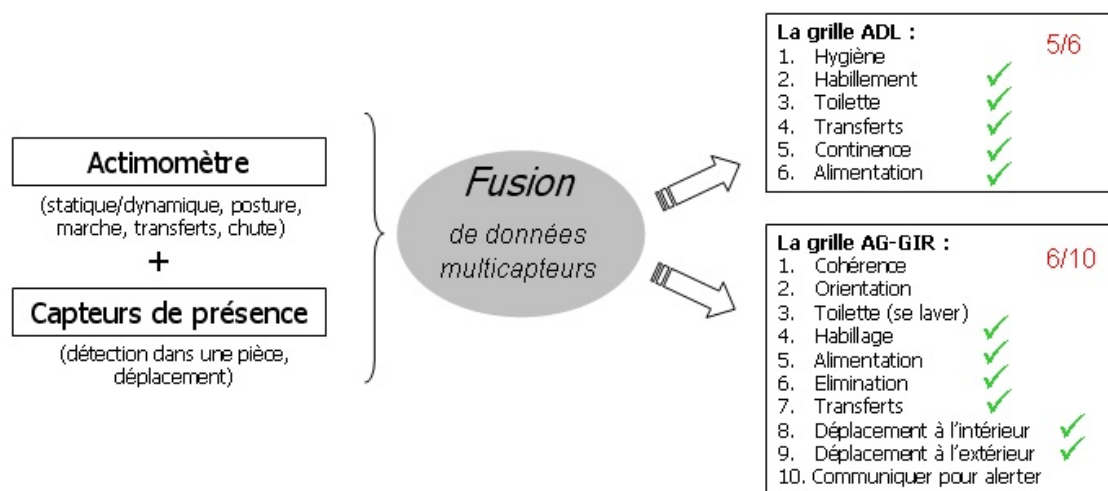 Actimomètre
(statique/dynamique, posture,
marche, transferts, chute)
+
Capteurs de présence
(détection dans une pièce,
déplacement)
Fusion
de données
multicapteurs
La grille ADL :
5/6
1. Hygiène
2. Habillement
3. Toilette
4. Transferts
5. Continence
6. Alimentation
La grille AG-GIR :
6/10
1. Cohérence
2. Orientation
3. Toilette (se laver)
4. Habillage
5. Alimentation
6. Elimination
7. Transferts
8. Déplacement à l'intérieur
9. Déplacement à l'extérieur
10. Communiquer pour alerter